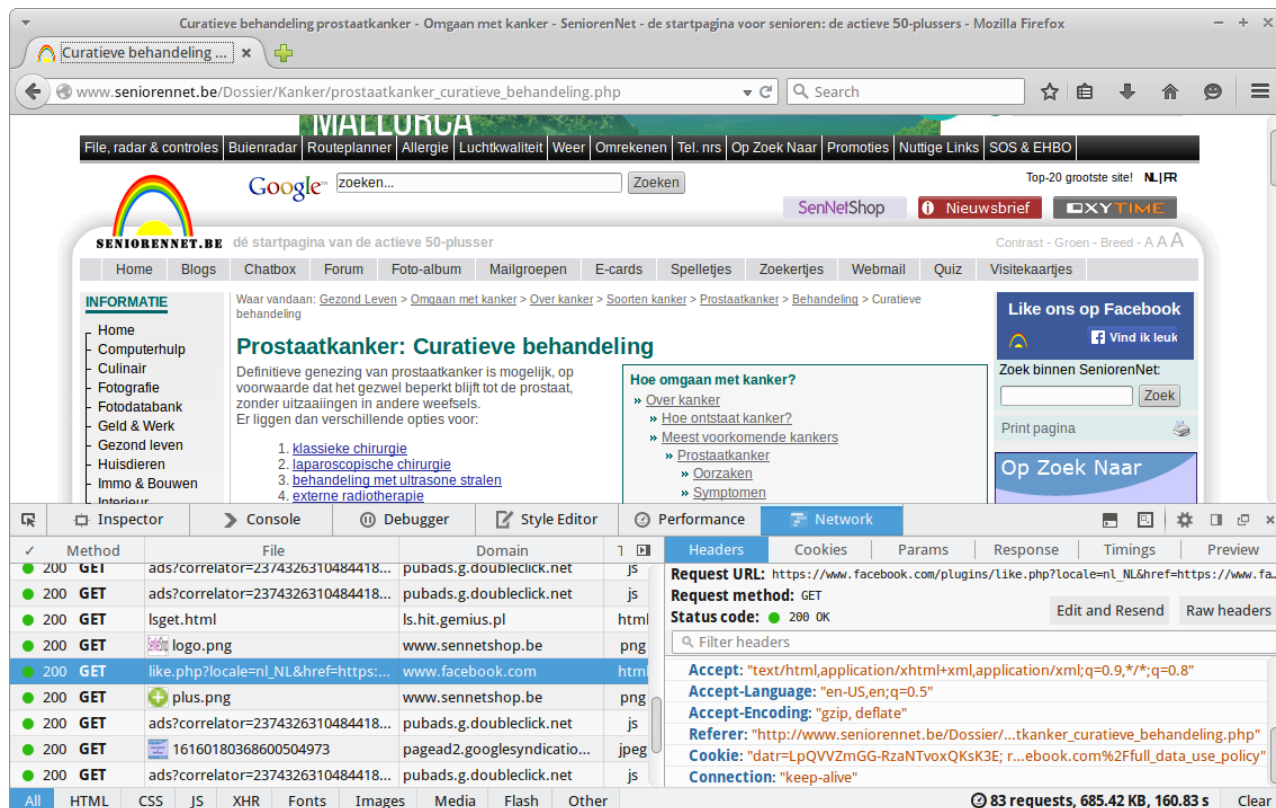 Curatieve behandeling prostaatkanker - Omgaan met kanker - SeniorenNet - de startpagina voor senioren: de actieve 50-plussers - Mozilla Firefox
Curatieve behandeling ...
www.seniorennet.be/Dossier/Kanker/prostaatkanker_curatieve_behandeling.php
Search
MALLORCA
File, radar & controles Buienradar Routeplanner Allergie Luchtkwaliteit Weer Omrekenen Tel. nrs Op Zoek Naar Promoties Nuttige Links SOS & EHBO
Google™ zoeken... Zoeken
Top-20 grootste site! NL|FR
SenNetShop Nieuwsbrief OXYTIME
SENIORENNET.BE dé startpagina van de actieve 50-plusser
Contrast - Groen - Breed - A A A
Home Blogs Chatbox Forum Foto-album Mailgroepen E-cards Spelletjes Zoekertjes Webmail Quiz Visitekaartjes
INFORMATIE
Home
Computerhulp
Culinair
Fotografie
Fotodatabank
Geld & Werk
Gezond leven
Huisdieren
Immo & Bouwen
Interieur
Waar vandaan: Gezond Leven > Omgaan met kanker > Over kanker > Soorten kanker > Prostaatkanker > Behandeling > Curatieve
behandeling
Prostaatkanker: Curatieve behandeling
Definitieve genezing van prostaatkanker is mogelijk, op
voorwaarde dat het gezwel beperkt blijft tot de prostaat,
zonder uitzaaiingen in andere weefsels.
Er liggen dan verschillende opties voor:
1. klassieke chirurgie
2. laparoscopische chirurgie
3. behandeling met ultrasone stralen
4. externe radiotherapie
Hoe omgaan met kanker?
» Over kanker
» Hoe ontstaat kanker?
» Meest voorkomende kankers
» Prostaatkanker
» Oorzaken
» Symptomen
Like ons op Facebook
Vind ik leuk
Zoek binnen SeniorenNet:
Zoek
Print pagina
Op Zoek Naar
Inspector Console Debugger Style Editor Performance Network
✓ Method File Domain T
200 GET ads?correlator=2374326310484418... pubads.g.doubleclick.net js
200 GET ads?correlator=2374326310484418... pubads.g.doubleclick.net js
200 GET lsget.html ls.hit.gemius.pl html
200 GET logo.png www.sennetshop.be png
200 GET like.php?locale=nl_NL&href=https:... www.facebook.com html
200 GET plus.png www.sennetshop.be png
200 GET ads?correlator=2374326310484418... pubads.g.doubleclick.net js
200 GET 16160180368600504973 pagead2.googlesyndicatio... jpeg
200 GET ads?correlator=2374326310484418... pubads.g.doubleclick.net js
Headers Cookies Params Response Timings Preview
Request URL: https://www.facebook.com/plugins/like.php?locale=nl_NL&href=https://www.fa...
Request method: GET
Status code: 200 OK
Edit and Resend Raw headers
Filter headers
Accept: "text/html,application/xhtml+xml,application/xml;q=0.9,*/*;q=0.8"
Accept-Language: "en-US,en;q=0.5"
Accept-Encoding: "gzip, deflate"
Referer: "http://www.seniorennet.be/Dossier/...tkanker_curatieve_behandeling.php"
Cookie: "datr=LpQVVZmGG-RzaNTvoxQKsK3E; r...ebook.com%2Ffull_data_use_policy"
Connection: "keep-alive"
All HTML CSS JS XHR Fonts Images Media Flash Other
83 requests, 685.42 KB, 160.83 s Clear